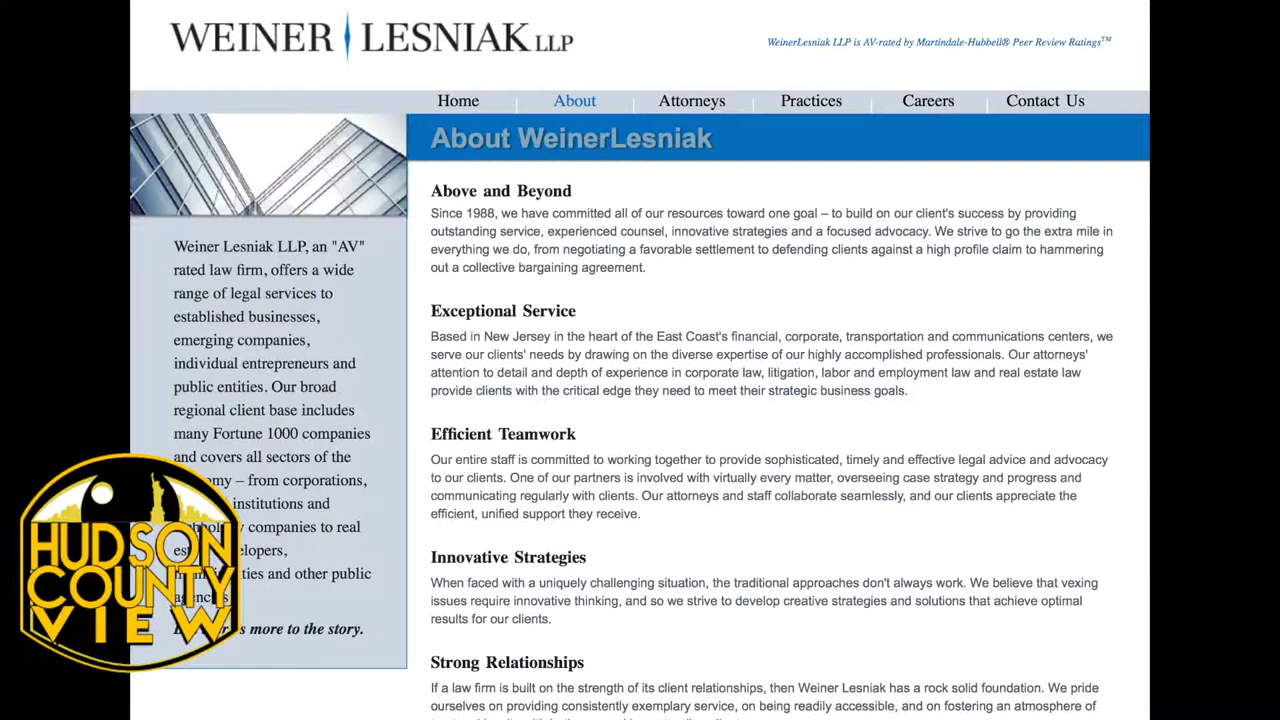 WEINER LESNIAK LLP
WeinerLesniak LLP is AV-rated by Martindale-Hubbell® Peer Review Ratings™
Home About Attorneys Practices Careers Contact Us
About WeinerLesniak
Weiner Lesniak LLP, an "AV"
rated law firm, offers a wide
range of legal services to
established businesses,
emerging companies,
individual entrepreneurs and
public entities. Our broad
regional client base includes
many Fortune 1000 companies
and covers all sectors of the
– from corporations,
institutions and
companies to real
and other public
more to the story.
Above and Beyond
Since 1988, we have committed all of our resources toward one goal – to build on our client's success by providing
outstanding service, experienced counsel, innovative strategies and a focused advocacy. We strive to go the extra mile in
everything we do, from negotiating a favorable settlement to defending clients against a high profile claim to hammering
out a collective bargaining agreement.
Exceptional Service
Based in New Jersey in the heart of the East Coast's financial, corporate, transportation and communications centers, we
serve our clients' needs by drawing on the diverse expertise of our highly accomplished professionals. Our attorneys'
attention to detail and depth of experience in corporate law, litigation, labor and employment law and real estate law
provide clients with the critical edge they need to meet their strategic business goals.
Efficient Teamwork
Our entire staff is committed to working together to provide sophisticated, timely and effective legal advice and advocacy
to our clients. One of our partners is involved with virtually every matter, overseeing case strategy and progress and
communicating regularly with clients. Our attorneys and staff collaborate seamlessly, and our clients appreciate the
efficient, unified support they receive.
Innovative Strategies
When faced with a uniquely challenging situation, the traditional approaches don't always work. We believe that vexing
issues require innovative thinking, and so we strive to develop creative strategies and solutions that achieve optimal
results for our clients.
Strong Relationships
If a law firm is built on the strength of its client relationships, then Weiner Lesniak has a rock solid foundation. We pride
ourselves on providing consistently exemplary service, on being readily accessible, and on fostering an atmosphere of
HUDSON
COUNTY
VIEW